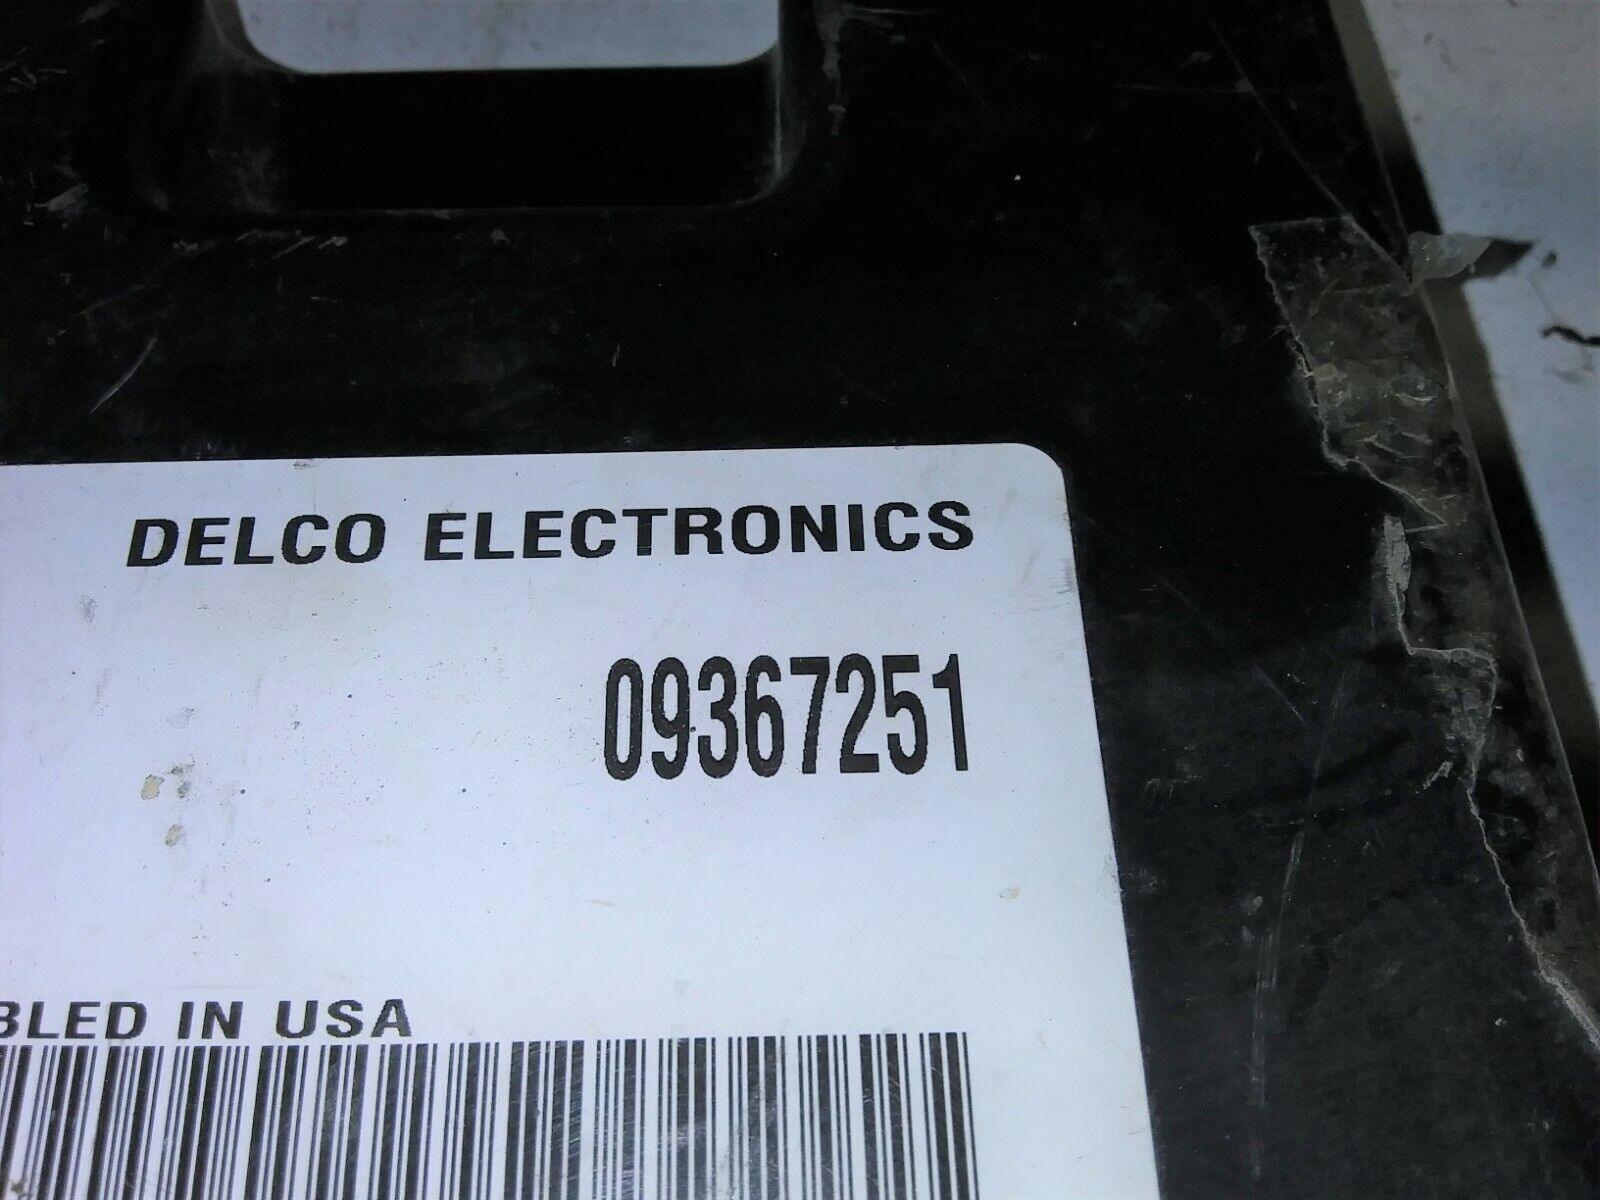 DELCO ELECTRONICS
09367251
BLED IN USA